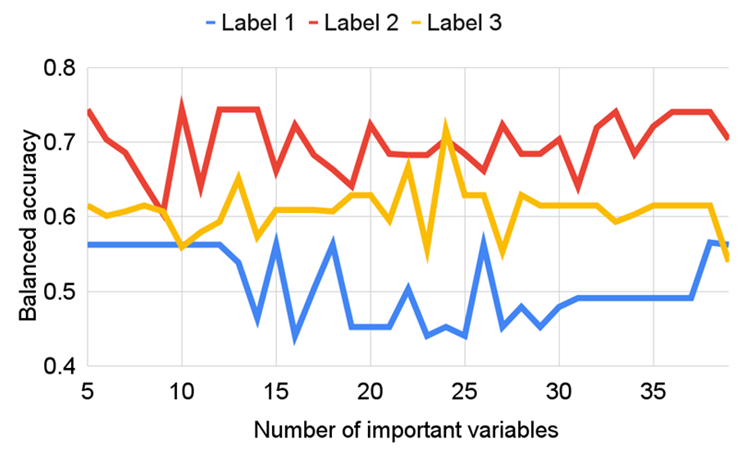 Label 1 Label 2 Label 3
0.8
0.7
0.6
0.5
0.4
Balanced accuracy
5 10 15 20 25 30 35
Number of important variables